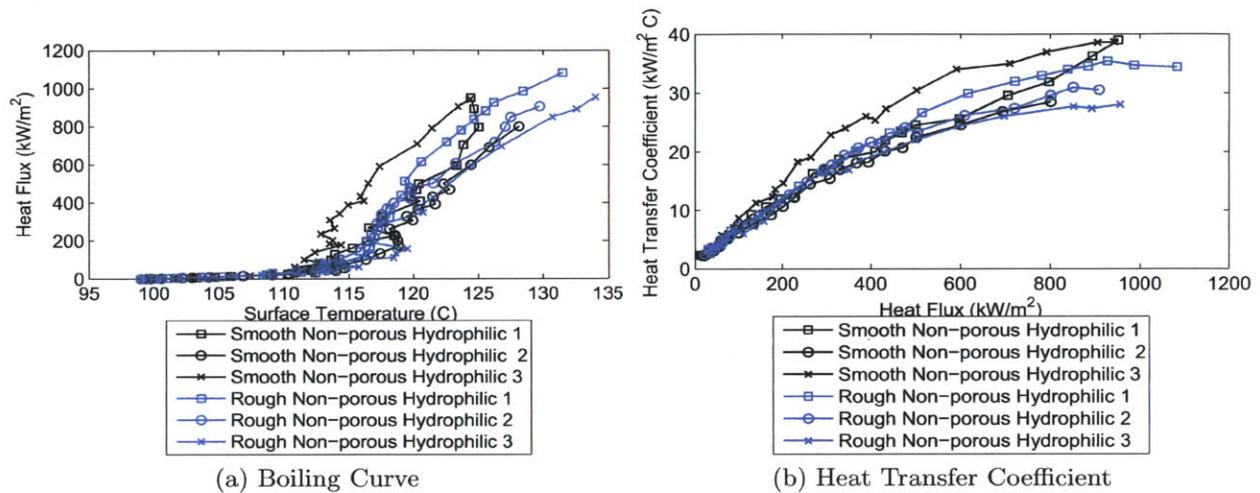 1200
1000
800
600
400
200
0
Heat Flux (kW/m²)
95 100 105 110 115 120 125 130 135
Surface Temperature (C)
Smooth Non-porous Hydrophilic 1
Smooth Non-porous Hydrophilic 2
Smooth Non-porous Hydrophilic 3
Rough Non-porous Hydrophilic 1
Rough Non-porous Hydrophilic 2
Rough Non-porous Hydrophilic 3
(a) Boiling Curve
40
30
20
10
0
Heat Transfer Coefficient (kW/m² C)
0 200 400 600 800 1000 1200
Heat Flux (kW/m²)
Smooth Non-porous Hydrophilic 1
Smooth Non-porous Hydrophilic 2
Smooth Non-porous Hydrophilic 3
Rough Non-porous Hydrophilic 1
Rough Non-porous Hydrophilic 2
Rough Non-porous Hydrophilic 3
(b) Heat Transfer Coefficient